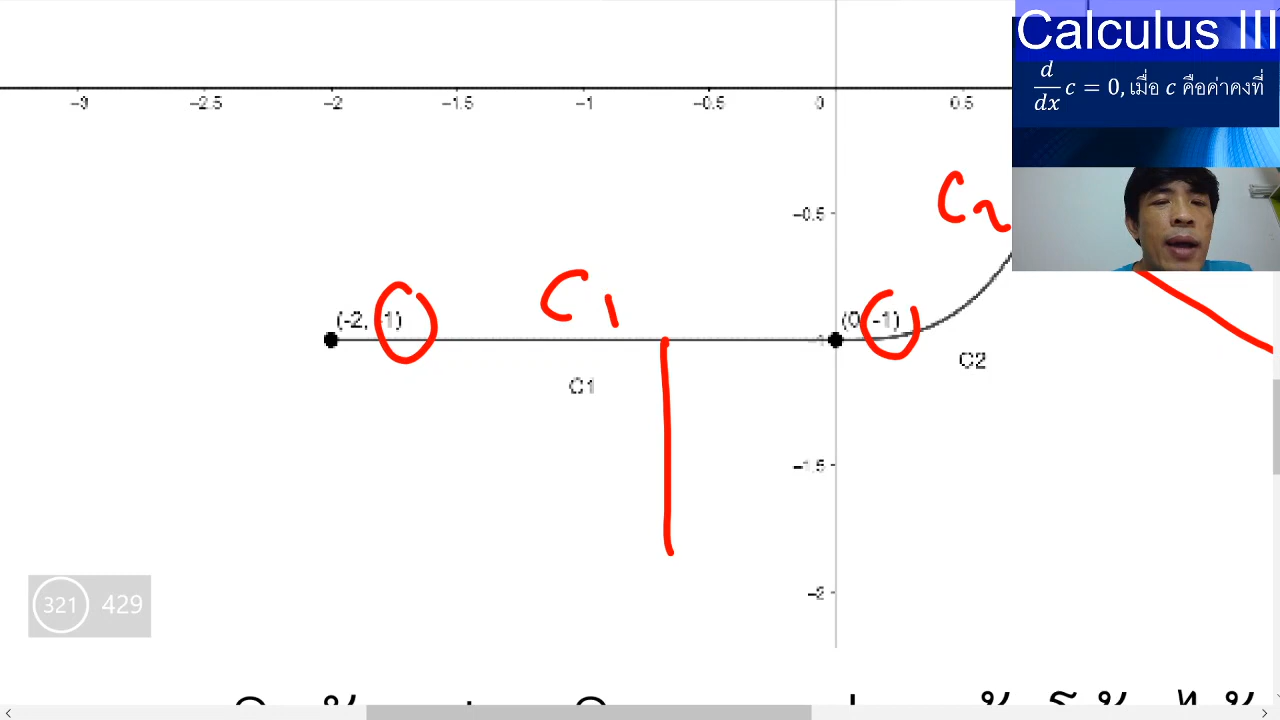 Calculus III
d/dx c = 0, เมื่อ c คือค่าคงที่
-3 -2.5 -2 -1.5 -1 -0.5 0 0.5
-0.5
C2
C1
(-2, -1) (0, -1)
-1
C1 C2
-1.5
-2
321 429